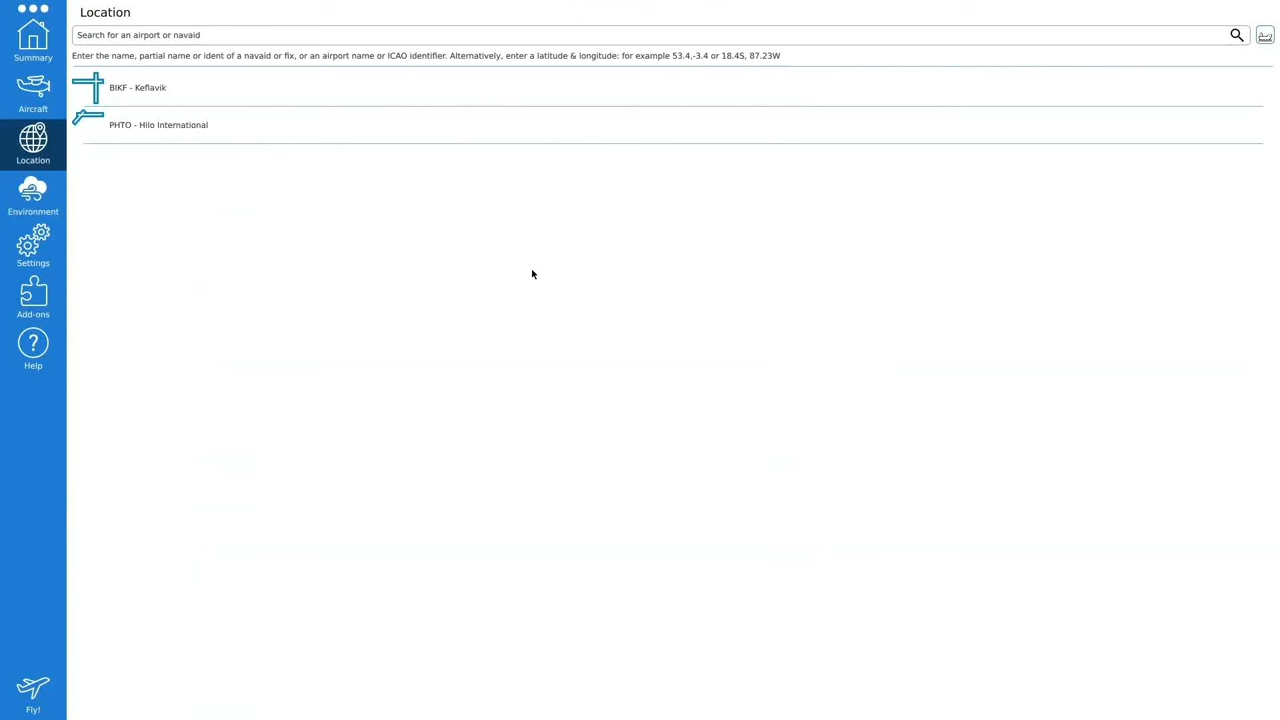 Location
Search for an airport or navaid
Enter the name, partial name or ident of a navaid or fix, or an airport name or ICAO identifier. Alternatively, enter a latitude & longitude: for example 53.4,-3.4 or 18.4S, 87.23W
BIKF - Keflavik
PHTO - Hilo International
Summary
Aircraft
Location
Environment
Settings
Add-ons
?
Help
Fly!